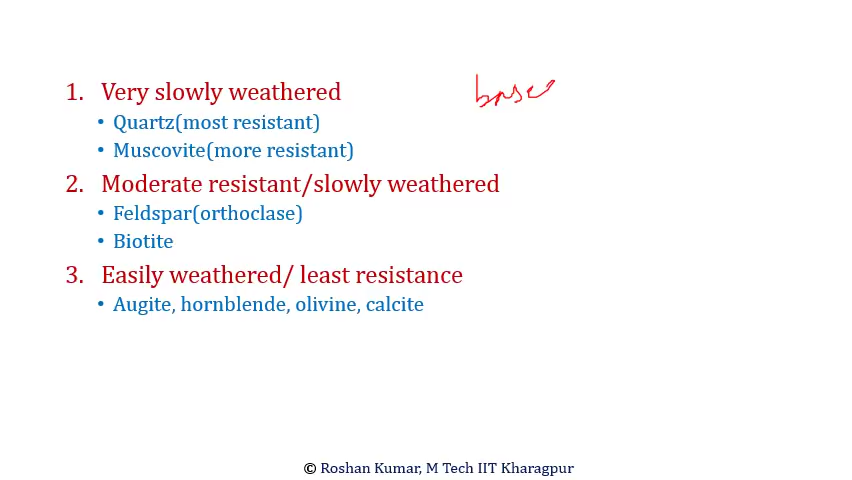 1. Very slowly weathered
base
• Quartz(most resistant)
• Muscovite(more resistant)
2. Moderate resistant/slowly weathered
• Feldspar(orthoclase)
• Biotite
3. Easily weathered/ least resistance
• Augite, hornblende, olivine, calcite
© Roshan Kumar, M Tech IIT Kharagpur